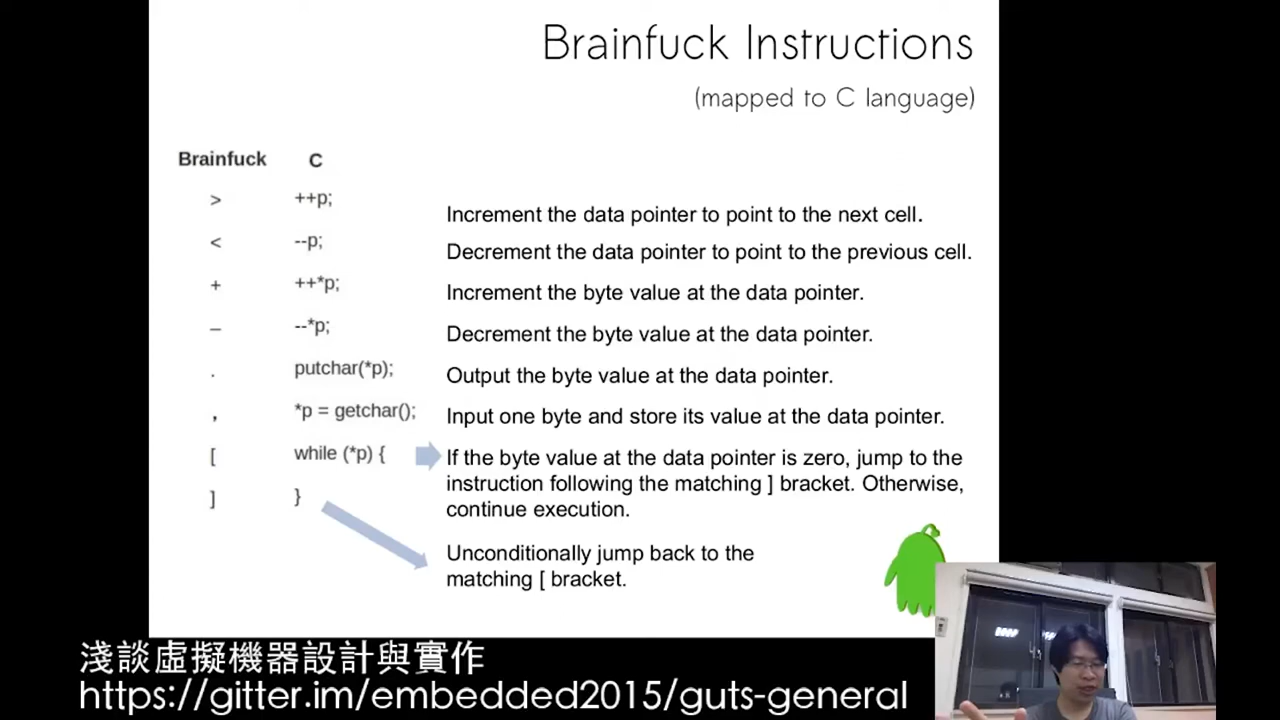 Brainfuck Instructions
(mapped to C language)
Brainfuck C
> ++p; Increment the data pointer to point to the next cell.
< --p; Decrement the data pointer to point to the previous cell.
+ ++*p; Increment the byte value at the data pointer.
– --*p; Decrement the byte value at the data pointer.
. putchar(*p); Output the byte value at the data pointer.
, *p = getchar(); Input one byte and store its value at the data pointer.
[ while (*p) { If the byte value at the data pointer is zero, jump to the
instruction following the matching ] bracket. Otherwise,
continue execution.
] }
Unconditionally jump back to the
matching [ bracket.
淺談虛擬機器設計與實作
https://gitter.im/embedded2015/guts-general